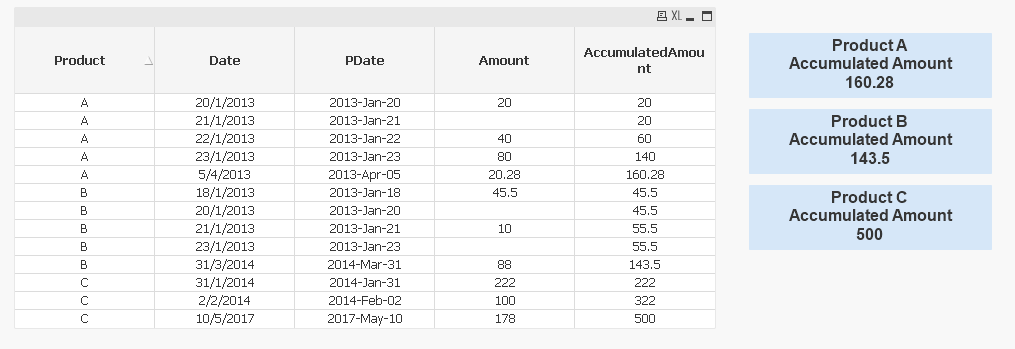 XL
Product Date PDate Amount AccumulatedAmou
nt
A 20/1/2013 2013-Jan-20 20 20
A 21/1/2013 2013-Jan-21 20
A 22/1/2013 2013-Jan-22 40 60
A 23/1/2013 2013-Jan-23 80 140
A 5/4/2013 2013-Apr-05 20.28 160.28
B 18/1/2013 2013-Jan-18 45.5 45.5
B 20/1/2013 2013-Jan-20 45.5
B 21/1/2013 2013-Jan-21 10 55.5
B 23/1/2013 2013-Jan-23 55.5
B 31/3/2014 2014-Mar-31 88 143.5
C 31/1/2014 2014-Jan-31 222 222
C 2/2/2014 2014-Feb-02 100 322
C 10/5/2017 2017-May-10 178 500
Product A
Accumulated Amount
160.28
Product B
Accumulated Amount
143.5
Product C
Accumulated Amount
500